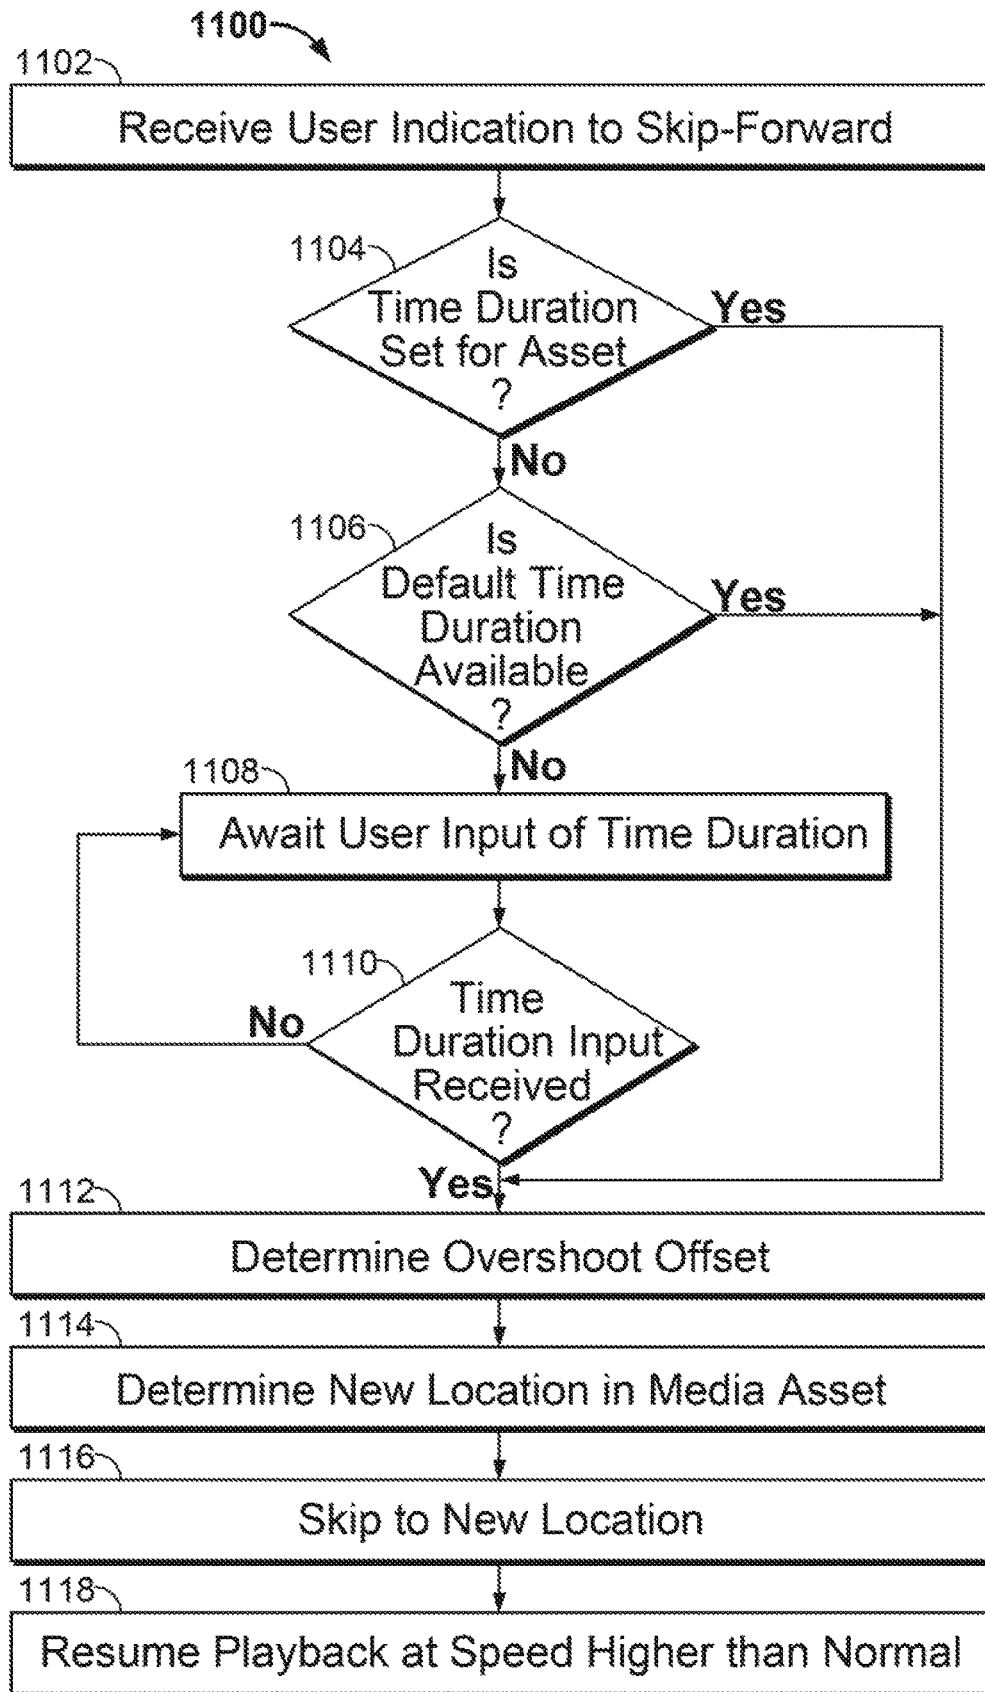 1100
1102
Receive User Indication to Skip-Forward
1104
Is
Time Duration
Set for Asset
?
Yes
No
1106
Is
Default Time
Duration
Available
?
Yes
No
1108
Await User Input of Time Duration
1110
Time
Duration Input
Received
?
No
Yes
1112
Determine Overshoot Offset
1114
Determine New Location in Media Asset
1116
Skip to New Location
1118
Resume Playback at Speed Higher than Normal